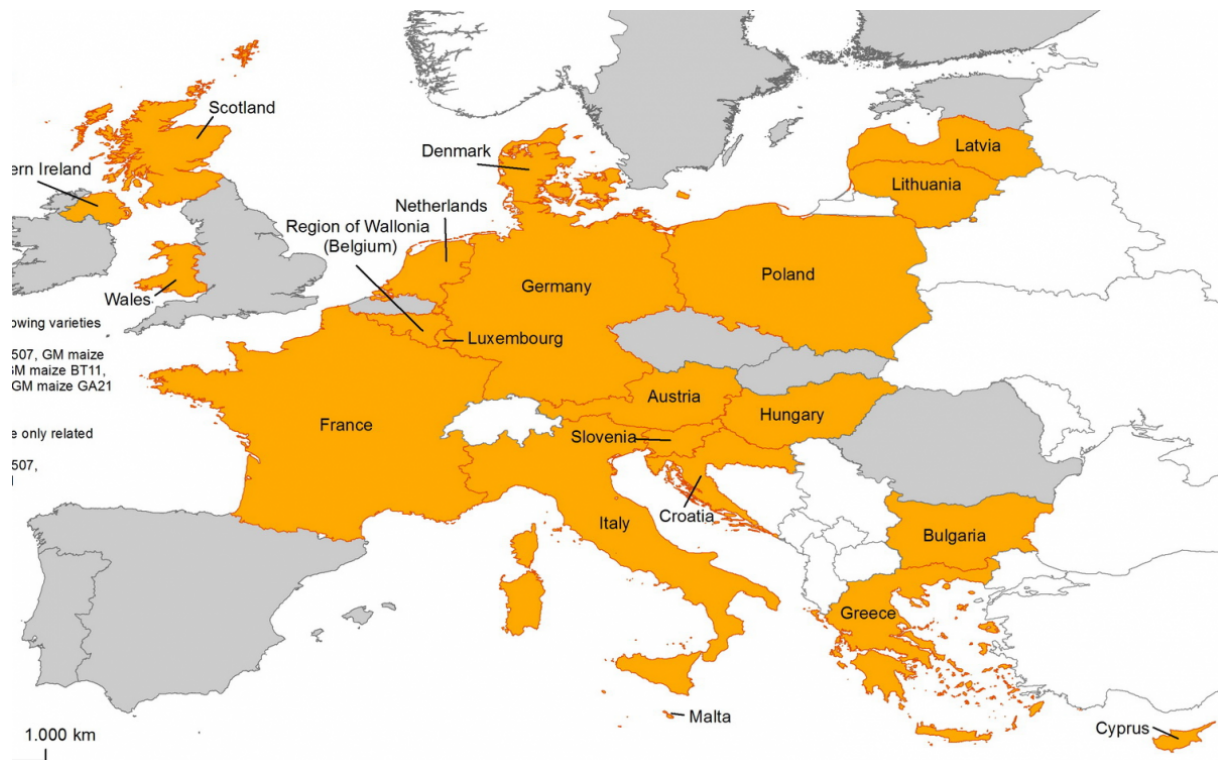 Scotland
ern Ireland
Denmark
Latvia
Lithuania
Netherlands
Region of Wallonia
(Belgium)
Wales
Germany
Poland
owing varieties
Luxembourg
507, GM maize
GM maize BT11,
GM maize GA21
France
Austria
Hungary
e only related
Slovenia
507,
Croatia
Italy
Bulgaria
Greece
Malta
Cyprus
1.000 km